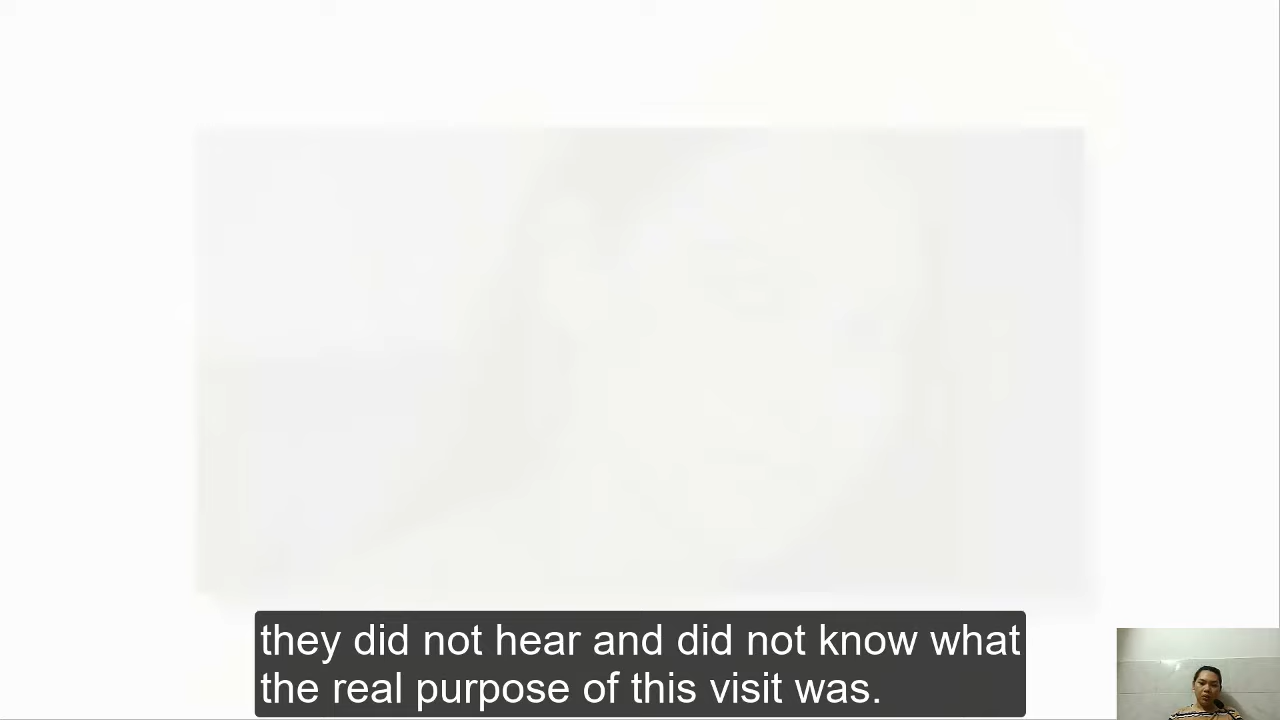 they did not hear and did not know what
the real purpose of this visit was.